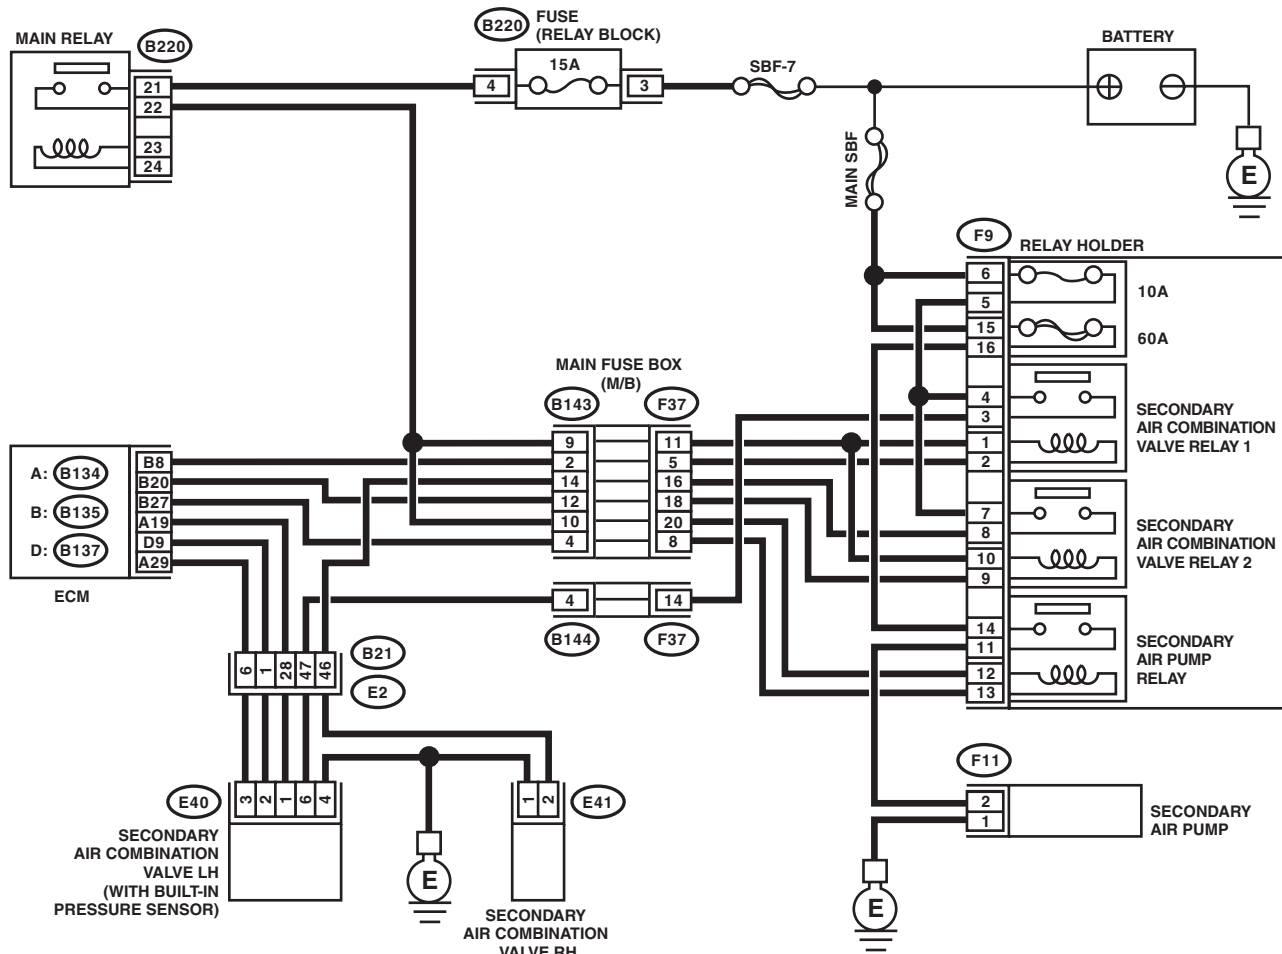 MAIN RELAY
B220
21
22
23
24
B220
FUSE
(RELAY BLOCK)
15A
4
3
SBF-7
BATTERY
E
MAIN SBF
F9
RELAY HOLDER
6
5
15
16
4
3
1
2
7
8
10
9
14
11
12
13
10A
60A
SECONDARY
AIR COMBINATION
VALVE RELAY 1
SECONDARY
AIR COMBINATION
VALVE RELAY 2
SECONDARY
AIR PUMP
RELAY
MAIN FUSE BOX
(M/B)
B143
F37
9 11
2 5
14 16
12 18
10 20
4 8
4 14
B144
F37
A: B134
B: B135
D: B137
B8
B20
B27
A19
D9
A29
ECM
6 1 28 47 46
B21
E2
E40
3 2 1 6 4
SECONDARY
AIR COMBINATION
VALVE LH
(WITH BUILT-IN
PRESSURE SENSOR)
E
1 2
E41
SECONDARY
AIR COMBINATION
VALVE RH
F11
2
1
SECONDARY
AIR PUMP
E